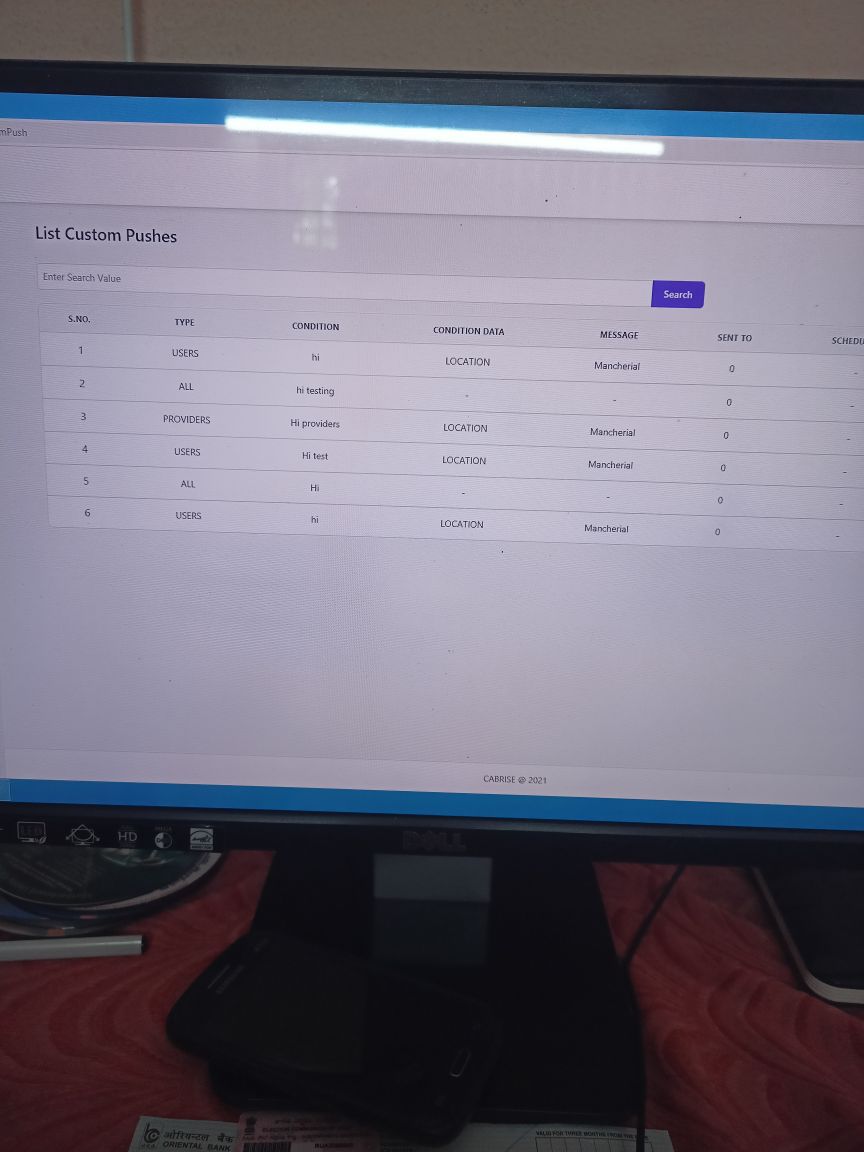 mPush
List Custom Pushes
Enter Search Value
Search
S.NO. TYPE CONDITION CONDITION DATA MESSAGE SENT TO SCHEDU
1 USERS hi LOCATION Mancherial 0 -
2 ALL hi testing - - 0 -
3 PROVIDERS Hi providers LOCATION Mancherial 0 -
4 USERS Hi test LOCATION Mancherial 0 -
5 ALL Hi - - 0 -
6 USERS hi LOCATION Mancherial 0 -
CABRISE @ 2021
HD
DELL
SAMSUNG
ओरियन्टल बैंक
ORIENTAL BANK
VALID FOR THREE MONTHS FROM THE